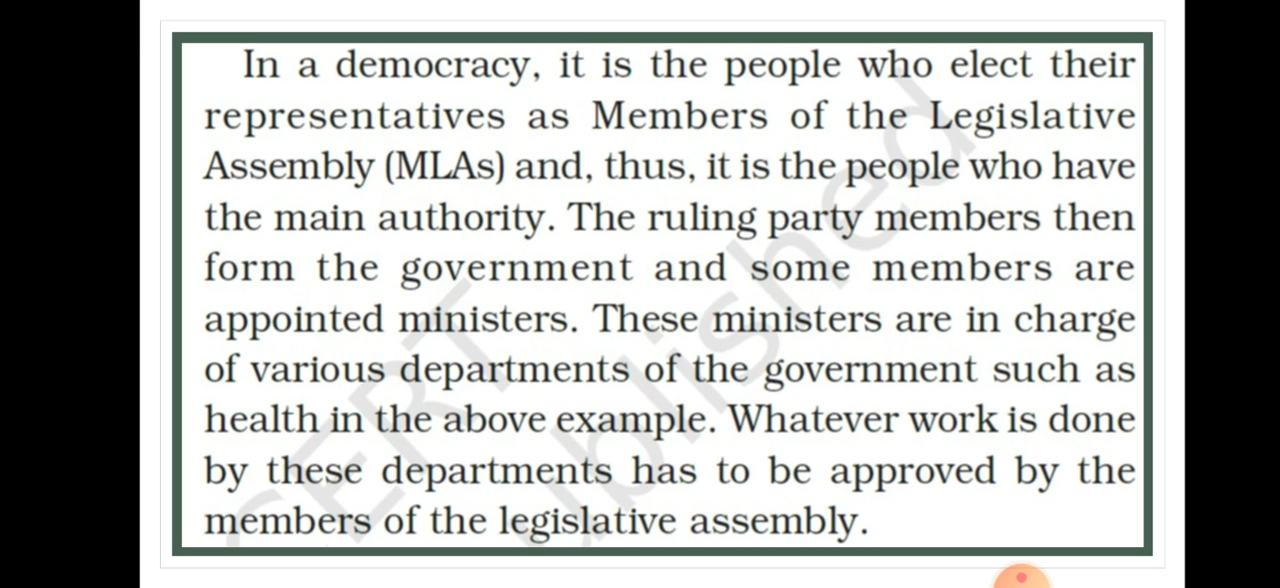 In a democracy, it is the people who elect their
representatives as Members of the Legislative
Assembly (MLAs) and, thus, it is the people who have
the main authority. The ruling party members then
form the government and some members are
appointed ministers. These ministers are in charge
of various departments of the government such as
health in the above example. Whatever work is done
by these departments has to be approved by the
members of the legislative assembly.